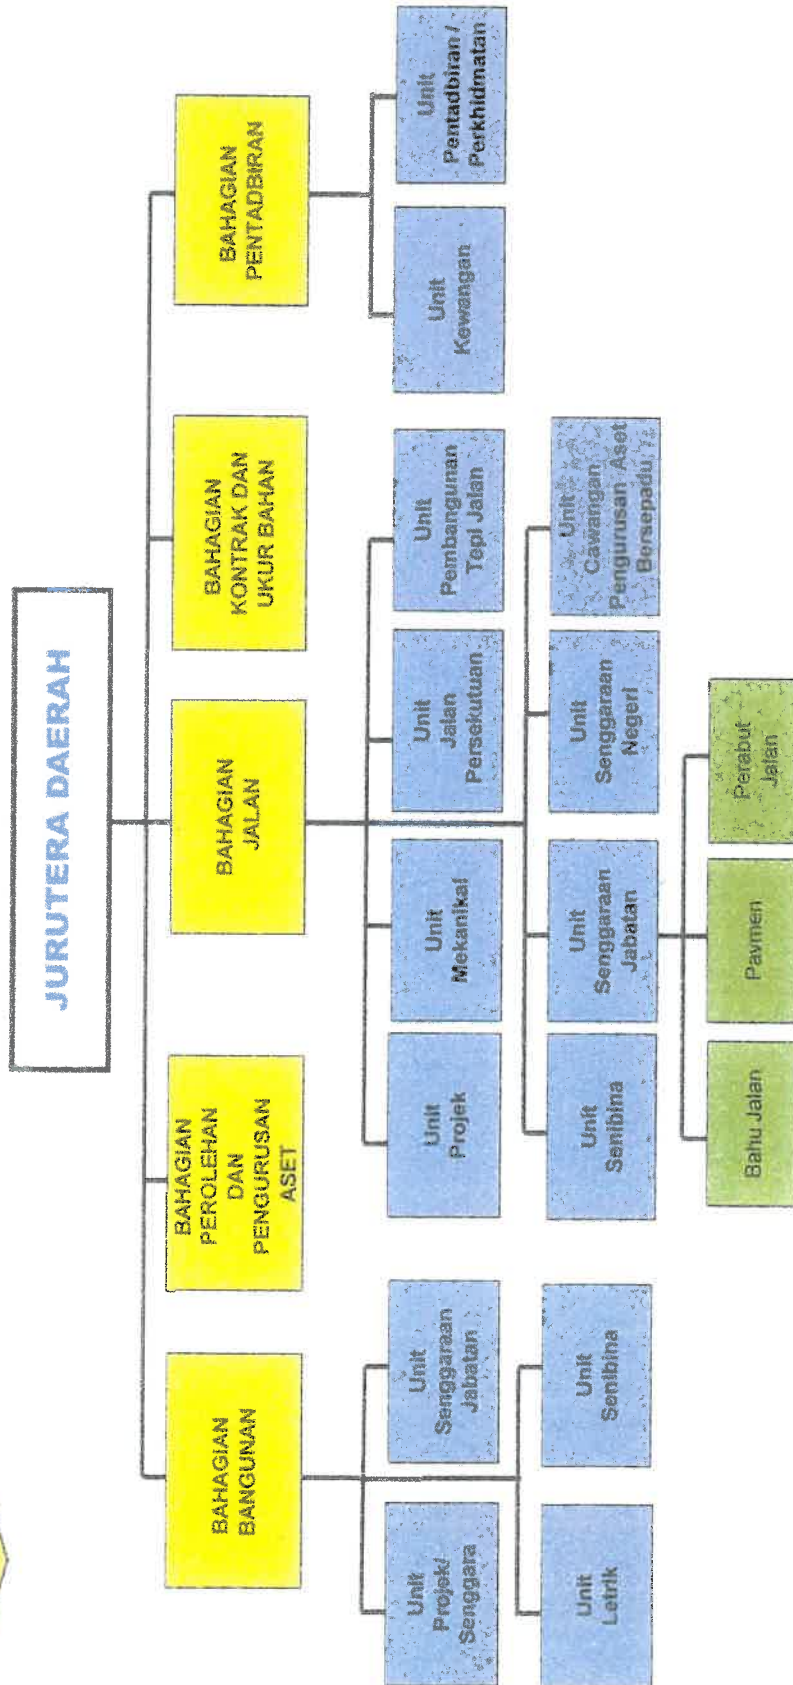 JURUTERA DAERAH
BAHAGIAN
BANGUNAN
BAHAGIAN
PEROLEHAN
DAN
PENGURUSAN
ASET
BAHAGIAN
JALAN
BAHAGIAN
KONTRAK DAN
UKUR BAHAN
BAHAGIAN
PENTADBIRAN
Unit
Projek/
Senggara
Unit
Senggaraan
Jabatan
Unit
Projek
Unit
Mekanikal
Unit
Jalan
Persekutuan
Unit
Pembangunan
Tepi Jalan
Unit
Kewangan
Unit
Pentadbiran /
Perkhidmatan
Unit
Letrik
Unit
Senibina
Unit
Senibina
Unit
Senggaraan
Jabatan
Unit
Senggaraan
Negeri
Unit
Cawangan
Pengurusan Aset
Bersepadu
Bahu Jalan
Pavmen
Perabut
Jalan